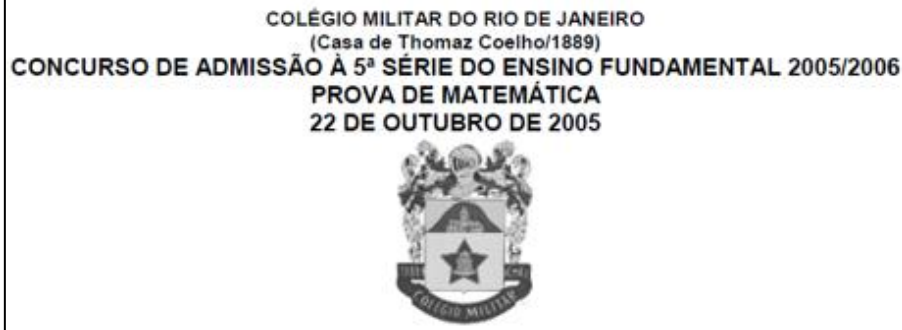 COLÉGIO MILITAR DO RIO DE JANEIRO
(Casa de Thomaz Coelho/1889)
CONCURSO DE ADMISSÃO À 5ª SÉRIE DO ENSINO FUNDAMENTAL 2005/2006
PROVA DE MATEMÁTICA
22 DE OUTUBRO DE 2005
COLEGIO MILITAR